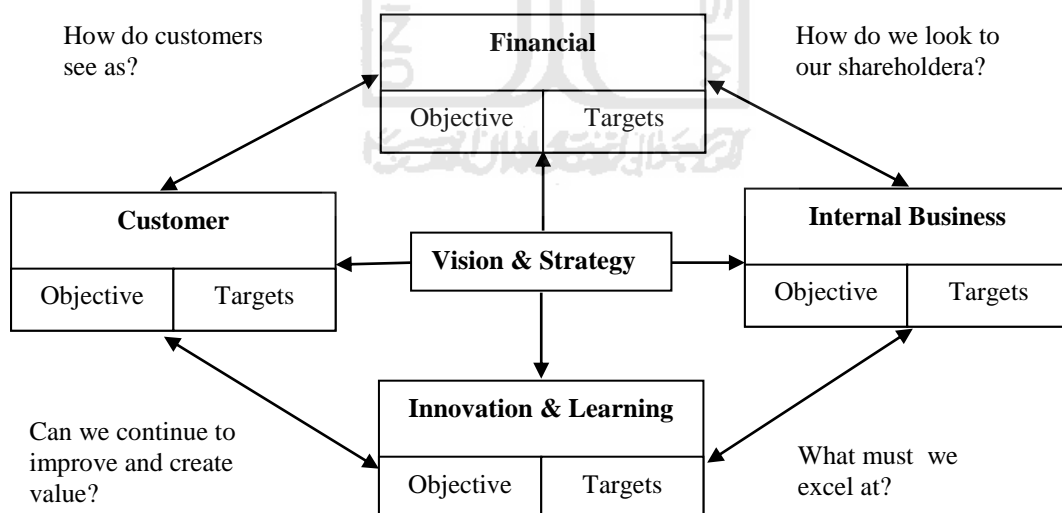 How do customers
see as?
Financial
How do we look to
our shareholdera?
Objective Targets
Customer
Vision & Strategy
Internal Business
Objective Targets
Objective Targets
Innovation & Learning
Can we continue to
improve and create
value?
What must we
excel at?
Objective Targets